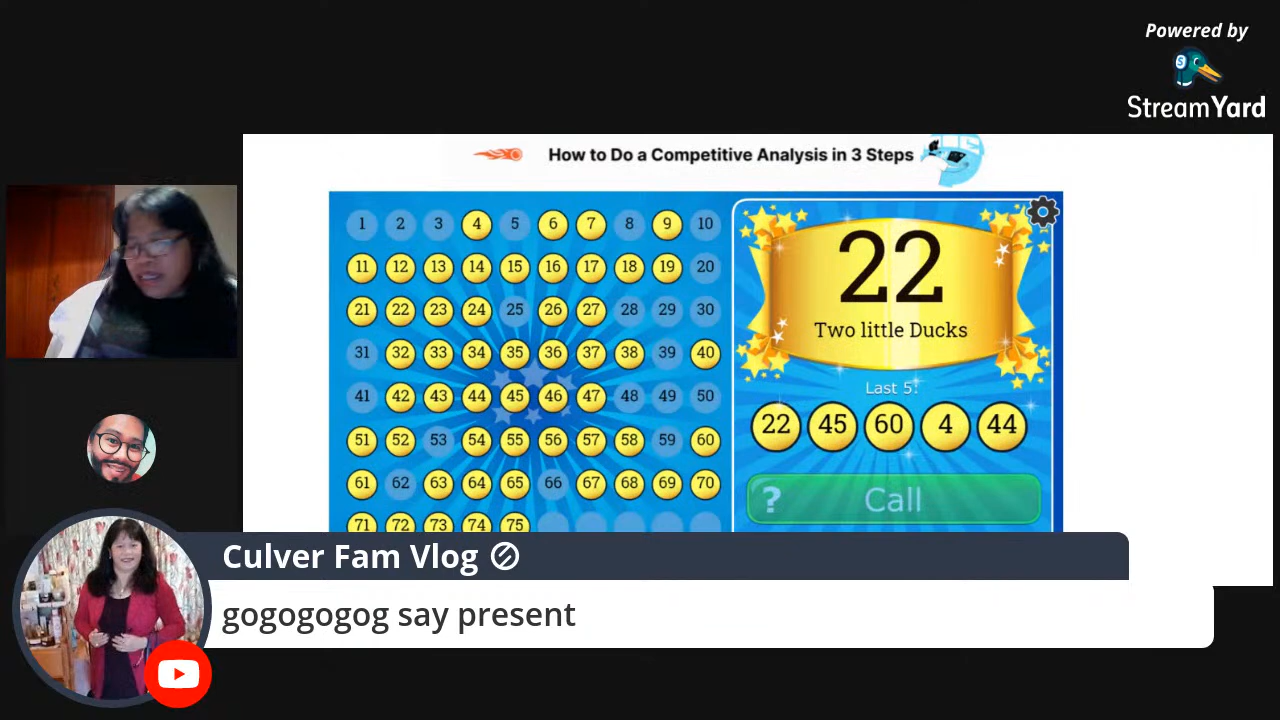 Powered by
StreamYard
How to Do a Competitive Analysis in 3 Steps
1 2 3 4 5 6 7 8 9 10
11 12 13 14 15 16 17 18 19 20
21 22 23 24 25 26 27 28 29 30
31 32 33 34 35 36 37 38 39 40
41 42 43 44 45 46 47 48 49 50
51 52 53 54 55 56 57 58 59 60
61 62 63 64 65 66 67 68 69 70
71 72 73 74 75
22
Two little Ducks
Last 5!
22 45 60 4 44
? Call
Culver Fam Vlog
gogogogog say present